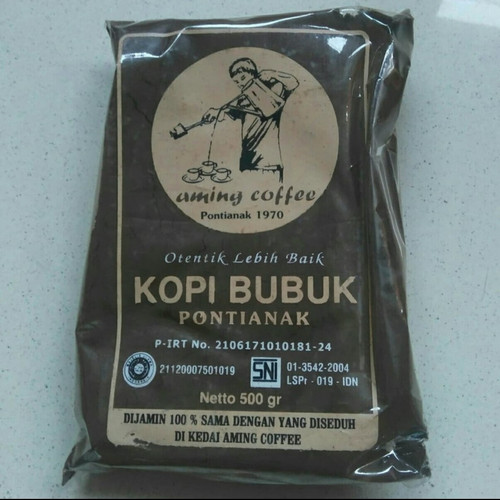 aming coffee
Pontianak 1970
Otentik Lebih Baik
KOPI BUBUK
PONTIANAK
P-IRT No. 2106171010181-24
21120007501019
SNI
01-3542-2004
LSPr - 019 - IDN
Netto 500 gr
DIJAMIN 100 % SAMA DENGAN YANG DISEDUH
DI KEDAI AMING COFFEE